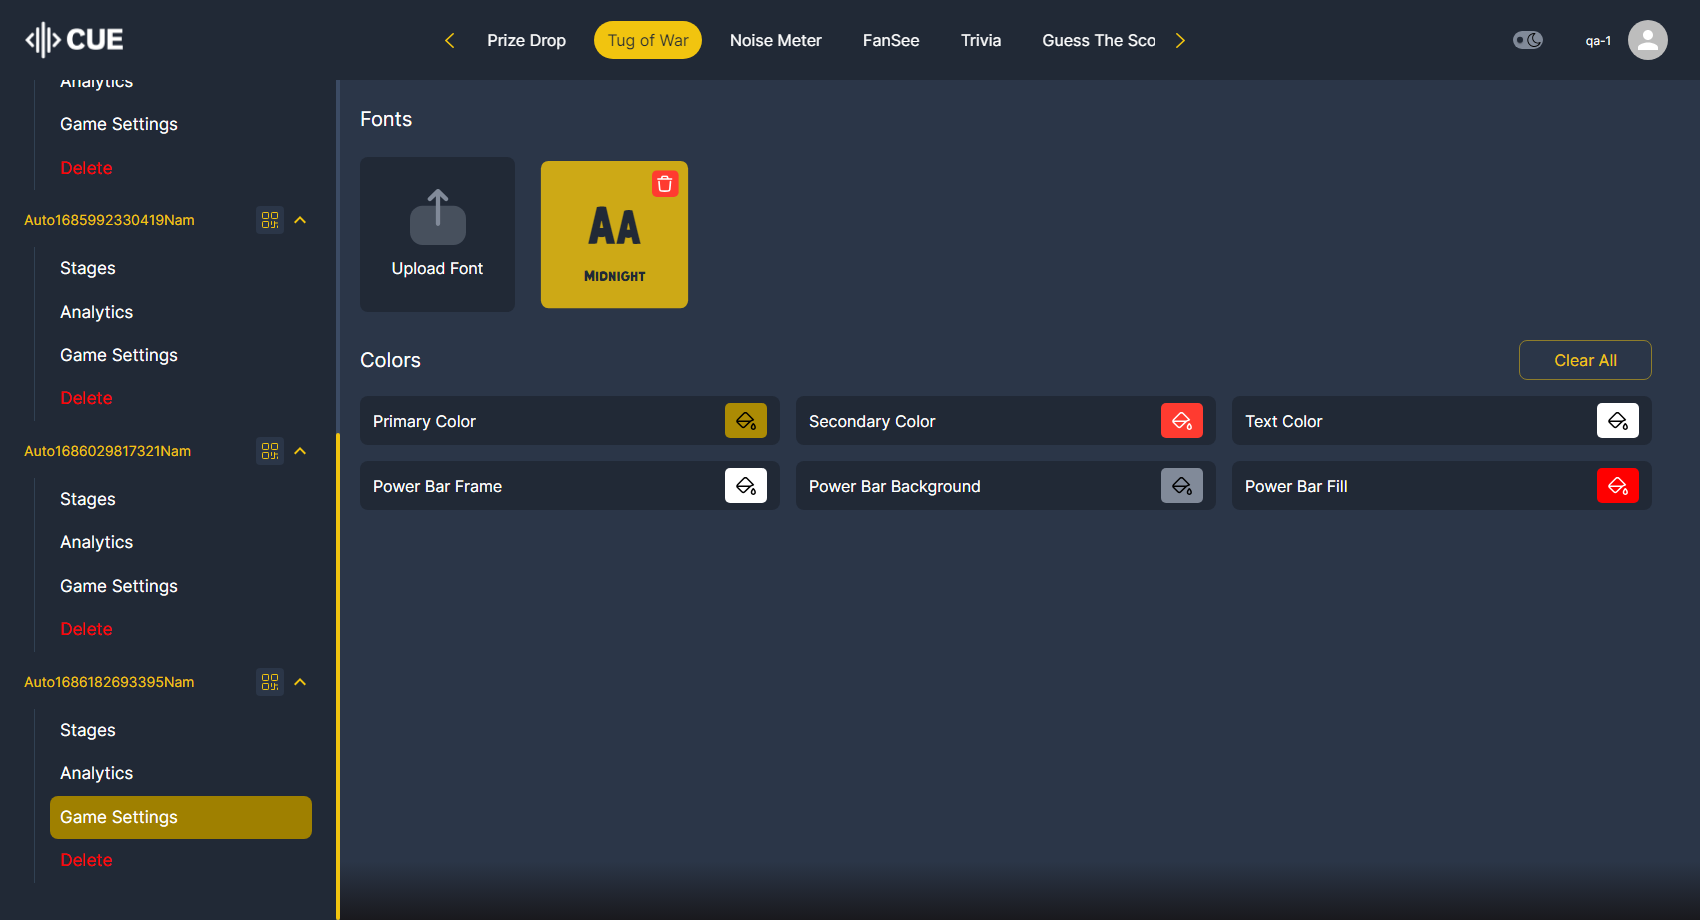 CUE
Prize Drop
Tug of War
Noise Meter
FanSee
Trivia
Guess The Sco
qa-1
Analytics
Game Settings
Delete
Auto1685992330419Nam
Stages
Analytics
Game Settings
Delete
Auto1686029817321Nam
Stages
Analytics
Game Settings
Delete
Auto1686182693395Nam
Stages
Analytics
Game Settings
Delete
Fonts
Upload Font
AA
MIDNIGHT
Colors
Clear All
Primary Color
Secondary Color
Text Color
Power Bar Frame
Power Bar Background
Power Bar Fill